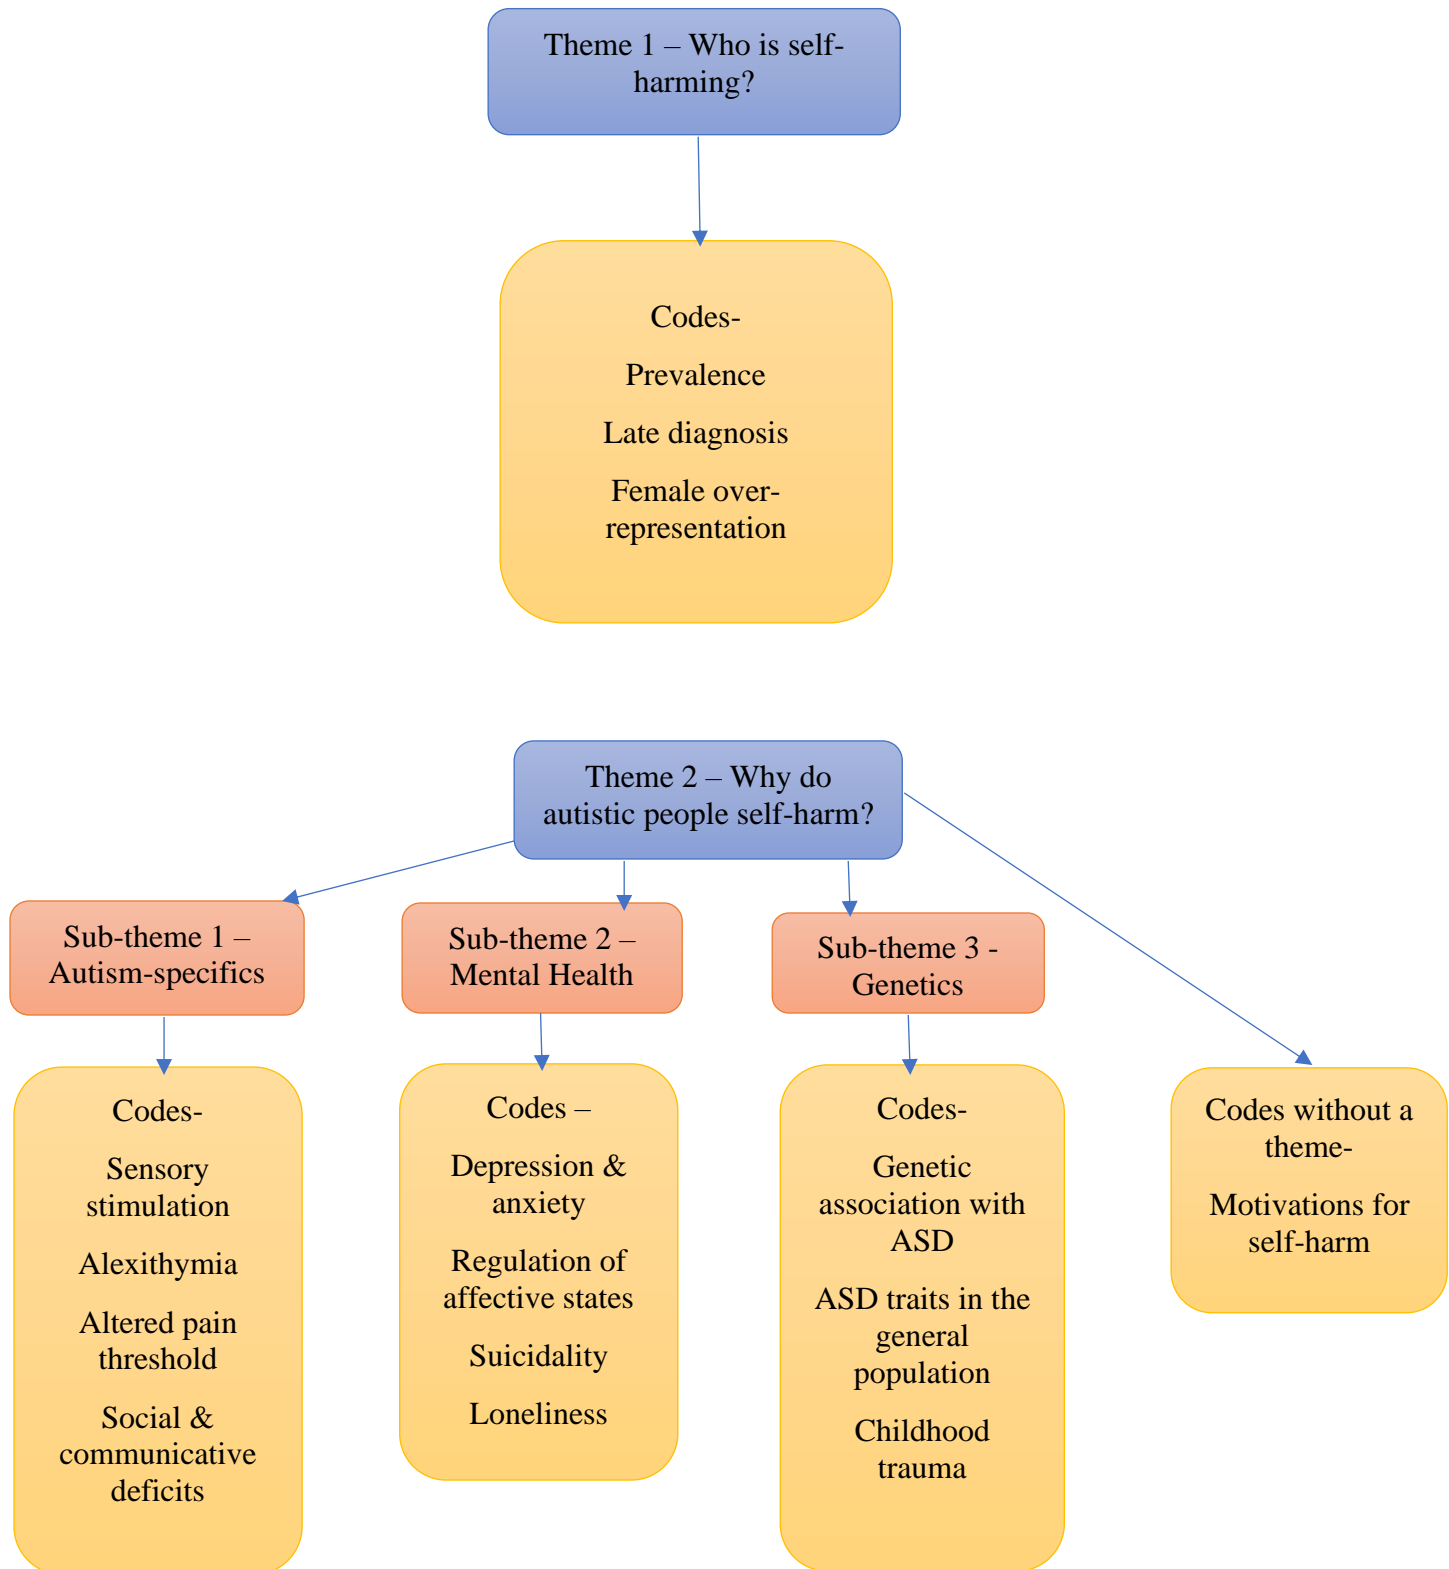 Theme 1 – Who is self-
harming?
Codes-
Prevalence
Late diagnosis
Female over-
representation
Theme 2 – Why do
autistic people self-harm?
Sub-theme 1 –
Autism-specifics
Sub-theme 2 –
Mental Health
Sub-theme 3 -
Genetics
Codes-
Sensory
stimulation
Alexithymia
Altered pain
threshold
Social &
communicative
deficits
Codes –
Depression &
anxiety
Regulation of
affective states
Suicidality
Loneliness
Codes-
Genetic
association with
ASD
ASD traits in the
general
population
Childhood
trauma
Codes without a
theme-
Motivations for
self-harm